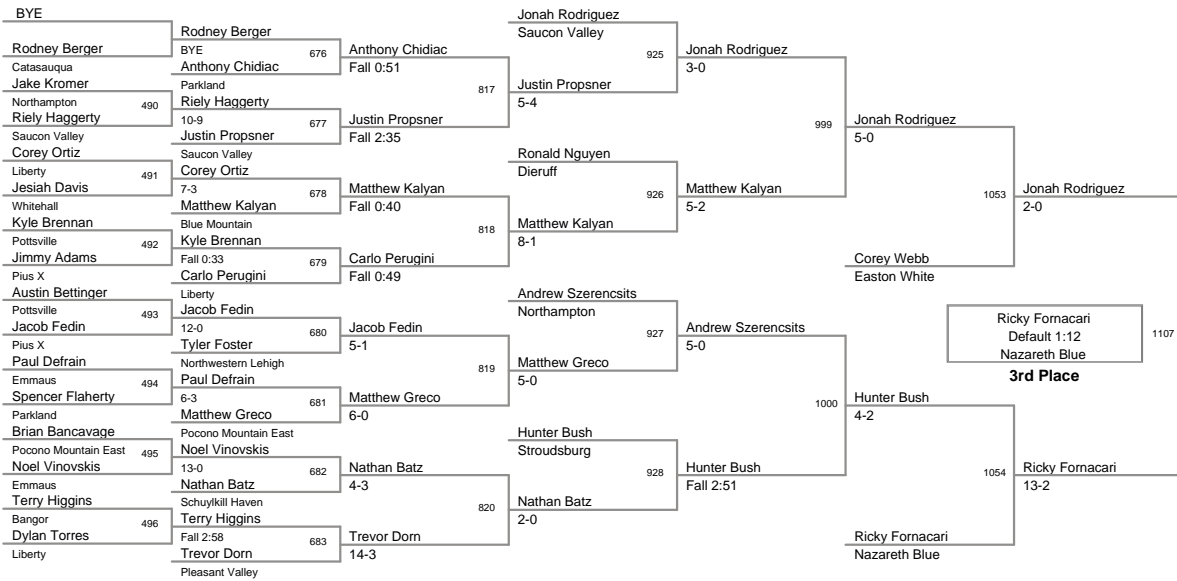 BYE
Rodney Berger
Catasauqua
Jake Kromer
Northampton
490
Riely Haggerty
Saucon Valley
Corey Ortiz
Liberty
491
Jesiah Davis
Whitehall
Kyle Brennan
Pottsville
492
Jimmy Adams
Pius X
Austin Bettinger
Pottsville
493
Jacob Fedin
Pius X
Paul Defrain
Emmaus
494
Spencer Flaherty
Parkland
Brian Bancavage
Pocono Mountain East
495
Noel Vinovskis
Emmaus
Terry Higgins
Bangor
496
Dylan Torres
Liberty
Rodney Berger
BYE
676
Anthony Chidiac
Parkland
Riely Haggerty
10-9
677
Justin Propsner
Saucon Valley
Corey Ortiz
7-3
678
Matthew Kalyan
Blue Mountain
Kyle Brennan
Fall 0:33
679
Carlo Perugini
Liberty
Jacob Fedin
12-0
680
Tyler Foster
Northwestern Lehigh
Paul Defrain
6-3
681
Matthew Greco
Pocono Mountain East
Noel Vinovskis
13-0
682
Nathan Batz
Schuylkill Haven
Terry Higgins
Fall 2:58
683
Trevor Dorn
Pleasant Valley
Anthony Chidiac
Fall 0:51
817
Justin Propsner
Fall 2:35
Matthew Kalyan
Fall 0:40
818
Carlo Perugini
Fall 0:49
Jacob Fedin
5-1
819
Matthew Greco
6-0
Nathan Batz
4-3
820
Trevor Dorn
14-3
Jonah Rodriguez
Saucon Valley
925
Justin Propsner
5-4
Ronald Nguyen
Dieruff
926
Matthew Kalyan
8-1
Andrew Szerencsits
Northampton
927
Matthew Greco
5-0
Hunter Bush
Stroudsburg
928
Nathan Batz
2-0
Jonah Rodriguez
3-0
999
Matthew Kalyan
5-2
Andrew Szerencsits
5-0
1000
Hunter Bush
Fall 2:51
Jonah Rodriguez
5-0
1053
Corey Webb
Easton White
Hunter Bush
4-2
1054
Ricky Fornacari
Nazareth Blue
Jonah Rodriguez
2-0
Ricky Fornacari
Default 1:12
Nazareth Blue
1107
3rd Place
Ricky Fornacari
13-2